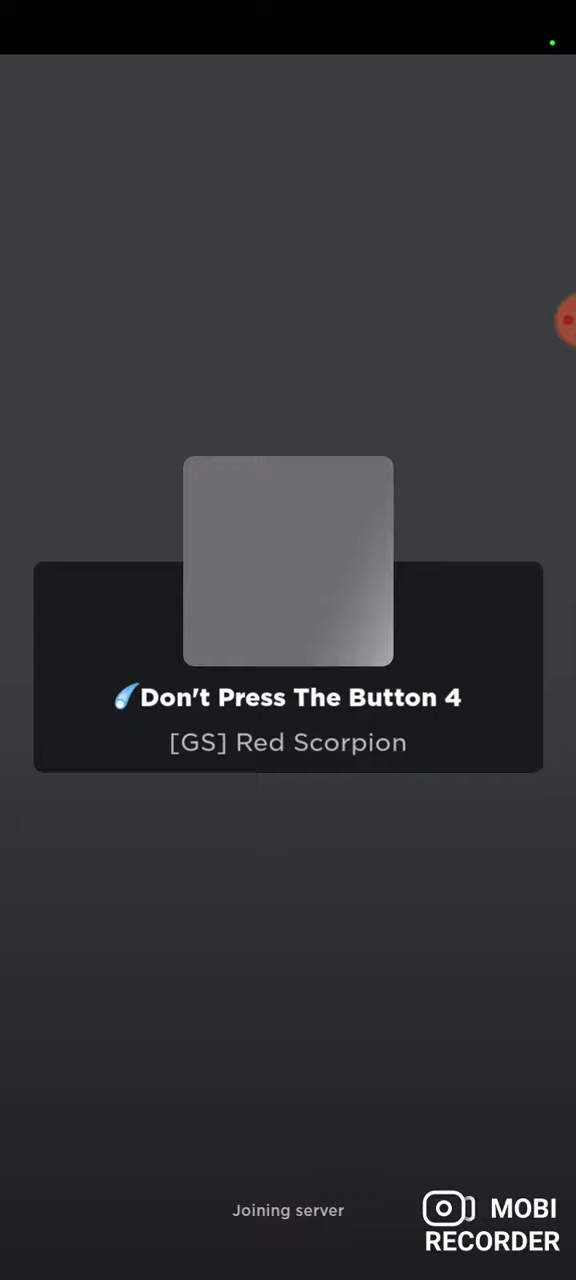 ☄️Don't Press The Button 4
[GS] Red Scorpion
Joining server
MOBI
RECORDER